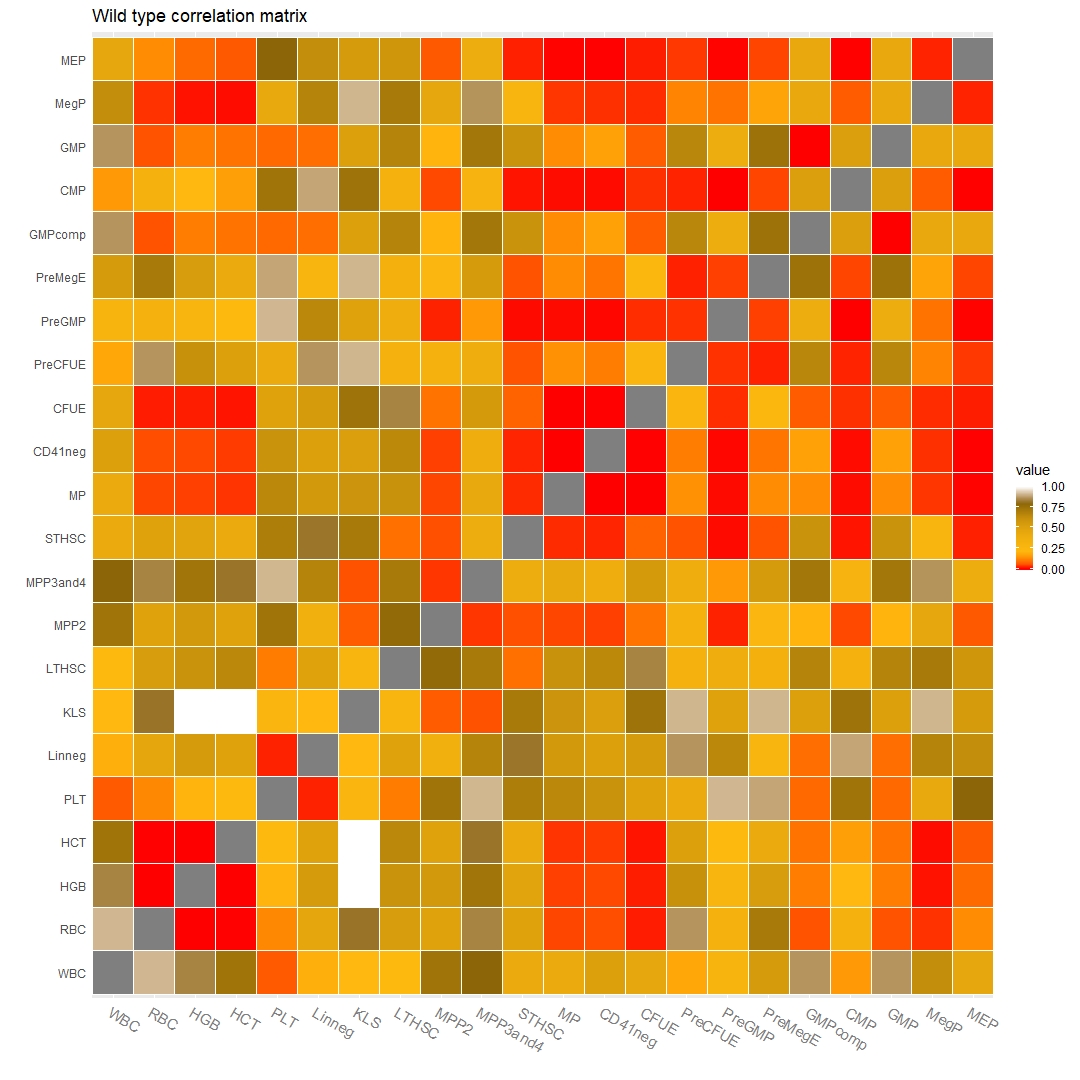 Wild type correlation matrix
MEP
MegP
GMP
CMP
GMPcomp
PreMegE
PreGMP
PreCFUE
CFUE
CD41neg
MP
STHSC
MPP3and4
MPP2
LTHSC
KLS
Linneg
PLT
HCT
HGB
RBC
WBC
WBC RBC HGB HCT PLT Linneg KLS LTHSC MPP2 MPP3and4 STHSC MP CD41neg CFUE PreCFUE PreGMP PreMegE GMPcomp CMP GMP MegP MEP
value
1.00
0.75
0.50
0.25
0.00